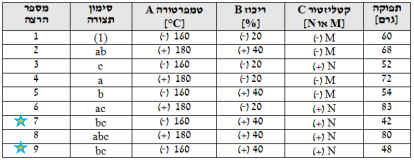 מספר הרצה | סימון תצורה | טמפרטורה A [°C] | ריכוז B [%] | קטליזטור C [M או N] | תפוקה [גרם]
1 | (1) | 160 (-) | 20 (-) | M (-) | 60
2 | ab | 180 (+) | 40 (+) | M (-) | 68
3 | c | 160 (-) | 20 (-) | N (+) | 52
4 | a | 180 (+) | 20 (-) | M (-) | 72
5 | b | 160 (-) | 40 (+) | M (-) | 54
6 | ac | 180 (+) | 20 (-) | N (+) | 83
7 | bc | 160 (-) | 40 (+) | N (+) | 42
8 | abc | 180 (+) | 40 (+) | N (+) | 80
9 | bc | 160 (-) | 40 (+) | N (+) | 48